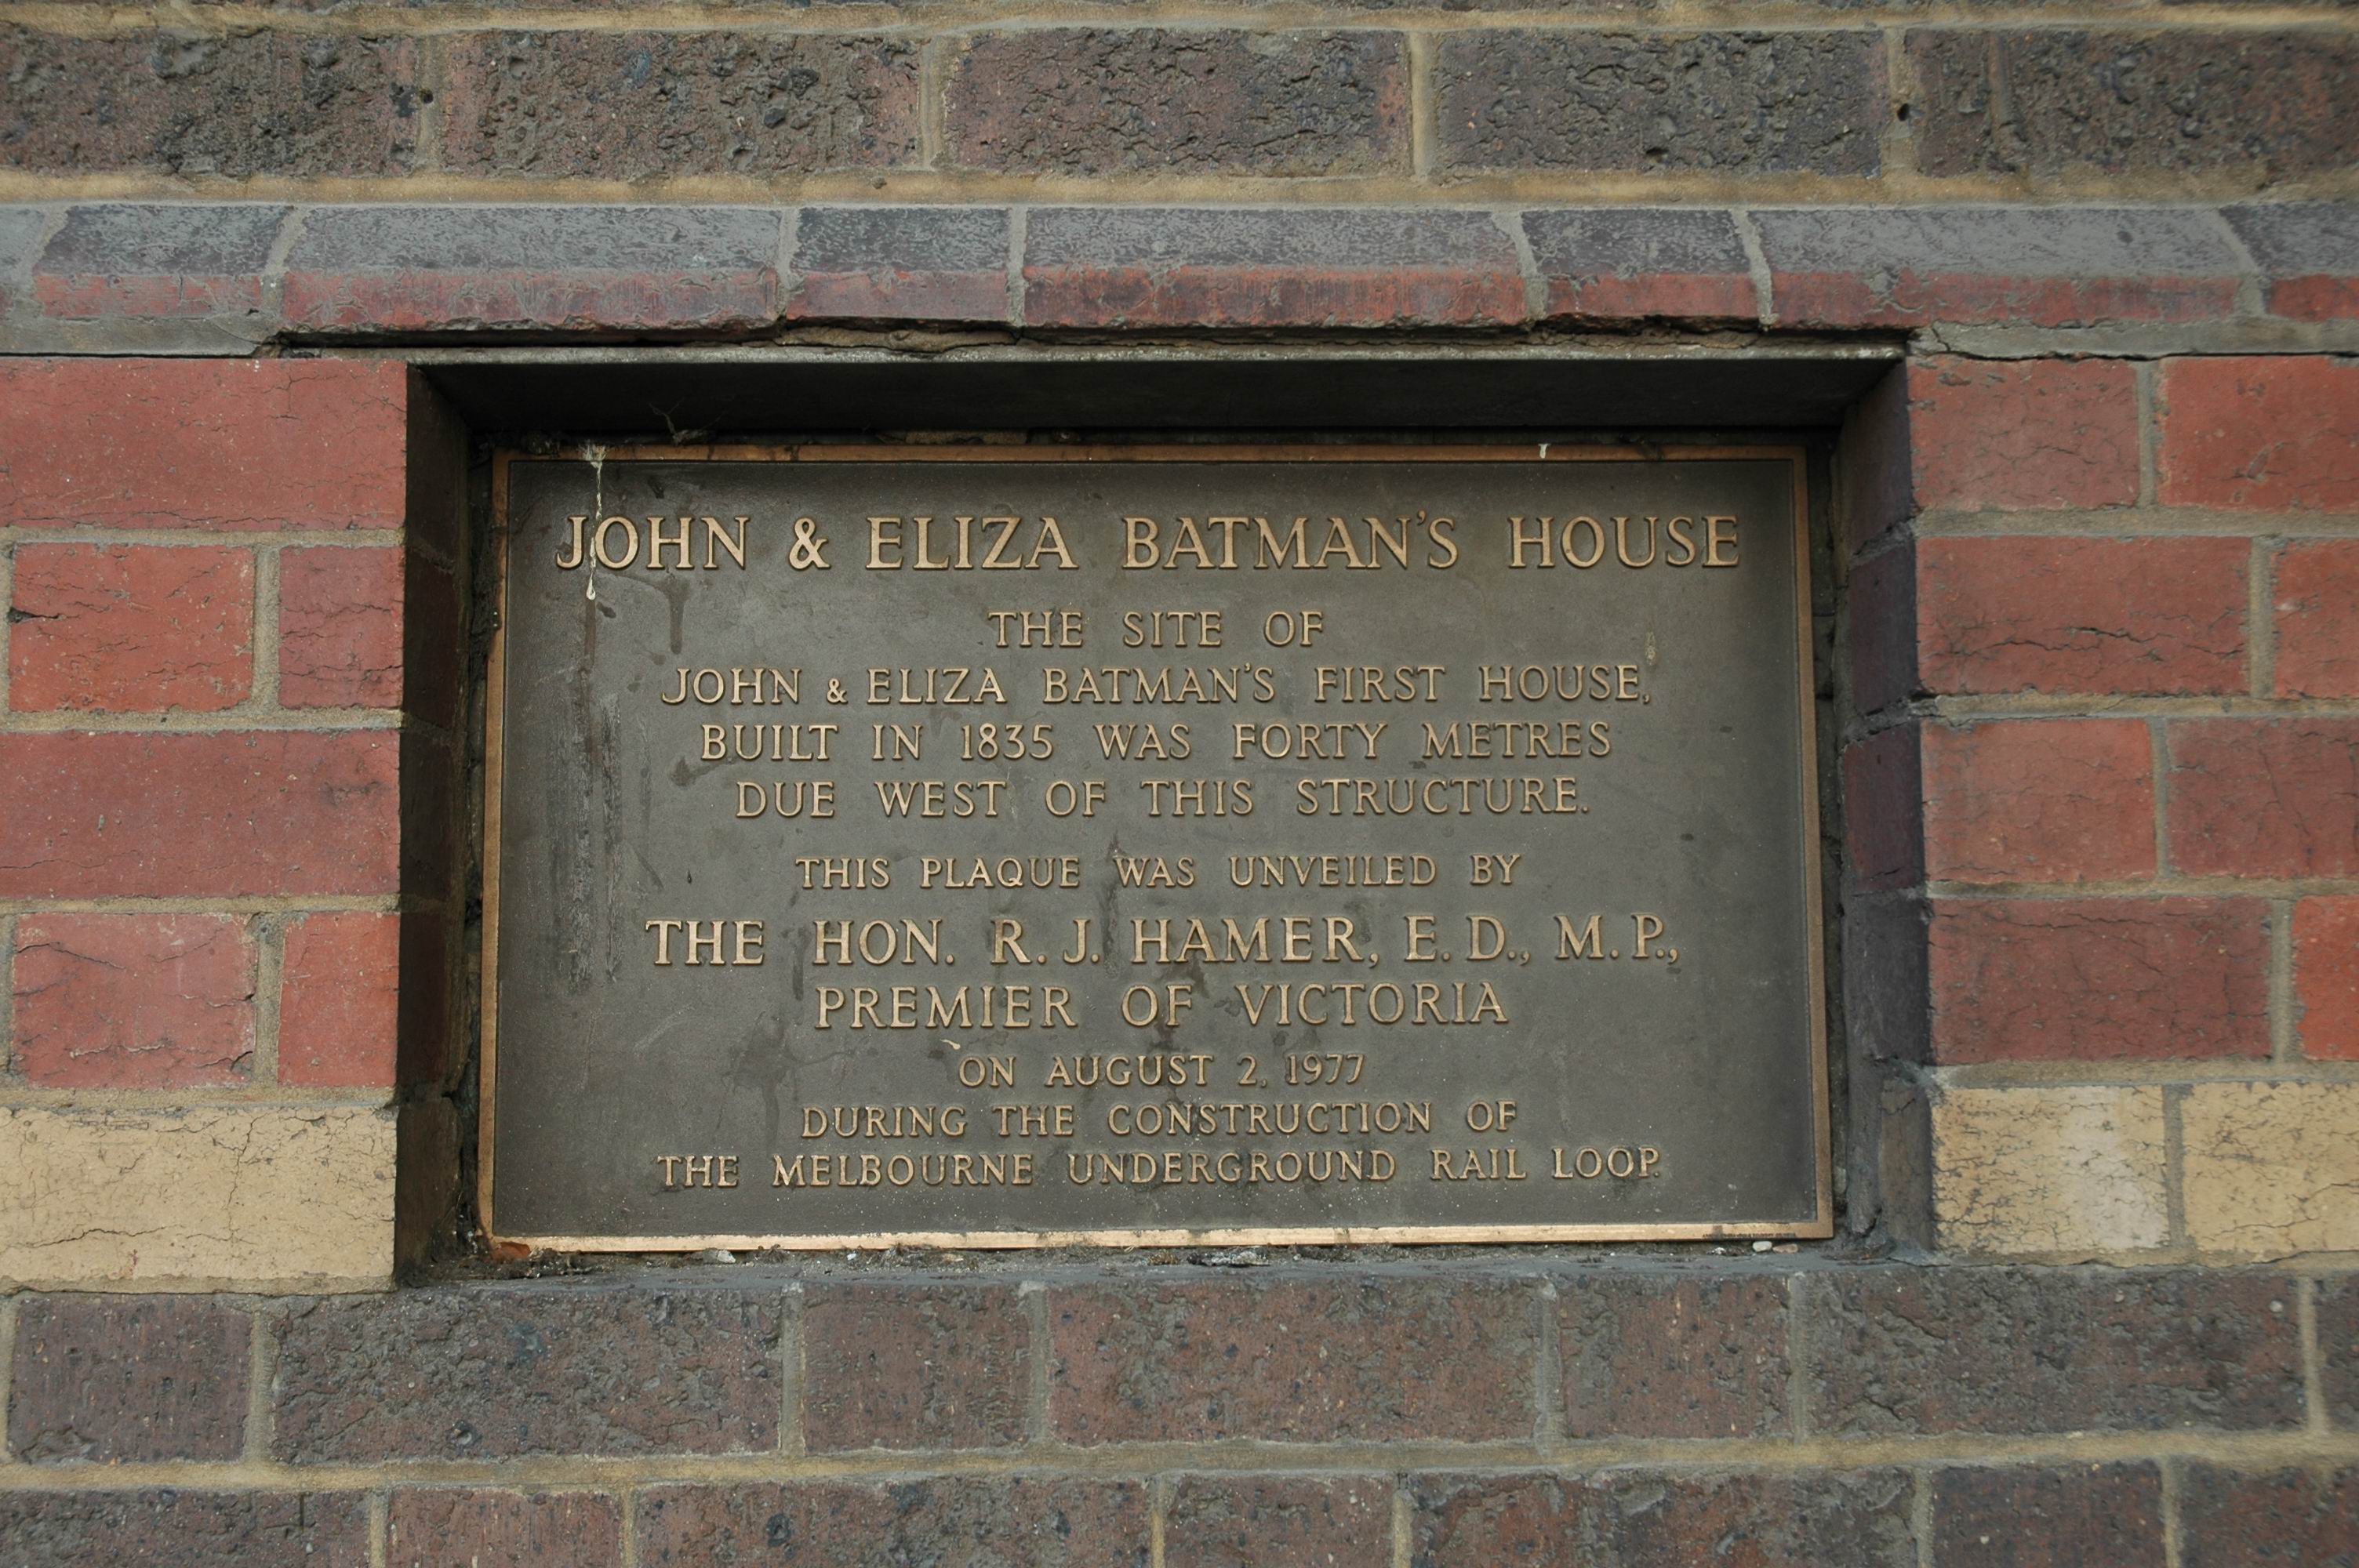 JOHN & ELIZA BATMAN'S HOUSE
THE SITE OF
JOHN & ELIZA BATMAN'S FIRST HOUSE,
BUILT IN 1835 WAS FORTY METRES
DUE WEST OF THIS STRUCTURE.
THIS PLAQUE WAS UNVEILED BY
THE HON. R. J. HAMER, E. D., M. P.,
PREMIER OF VICTORIA
ON AUGUST 2, 1977
DURING THE CONSTRUCTION OF
THE MELBOURNE UNDERGROUND RAIL LOOP.